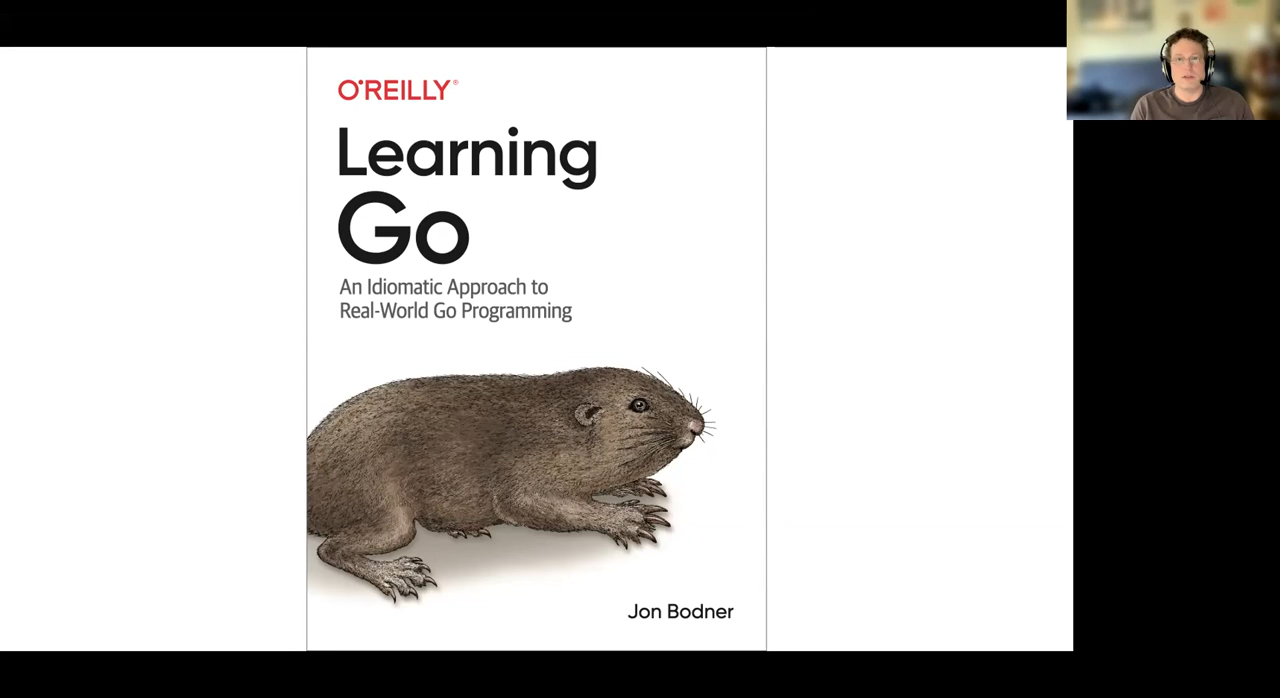 O'REILLY®
Learning
Go
An Idiomatic Approach to
Real-World Go Programming
Jon Bodner